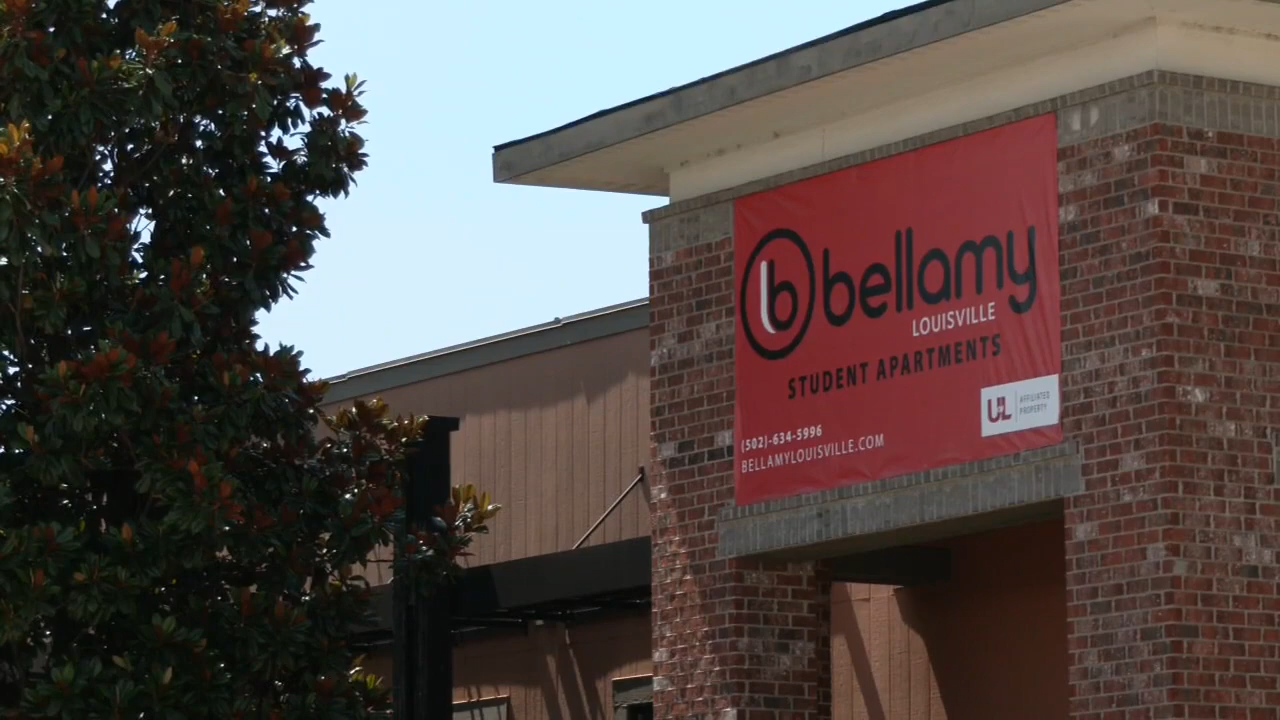 b bellamy
LOUISVILLE
STUDENT APARTMENTS
UL AFFILIATED
PROPERTY
(502)-634-5996
BELLAMYLOUISVILLE.COM